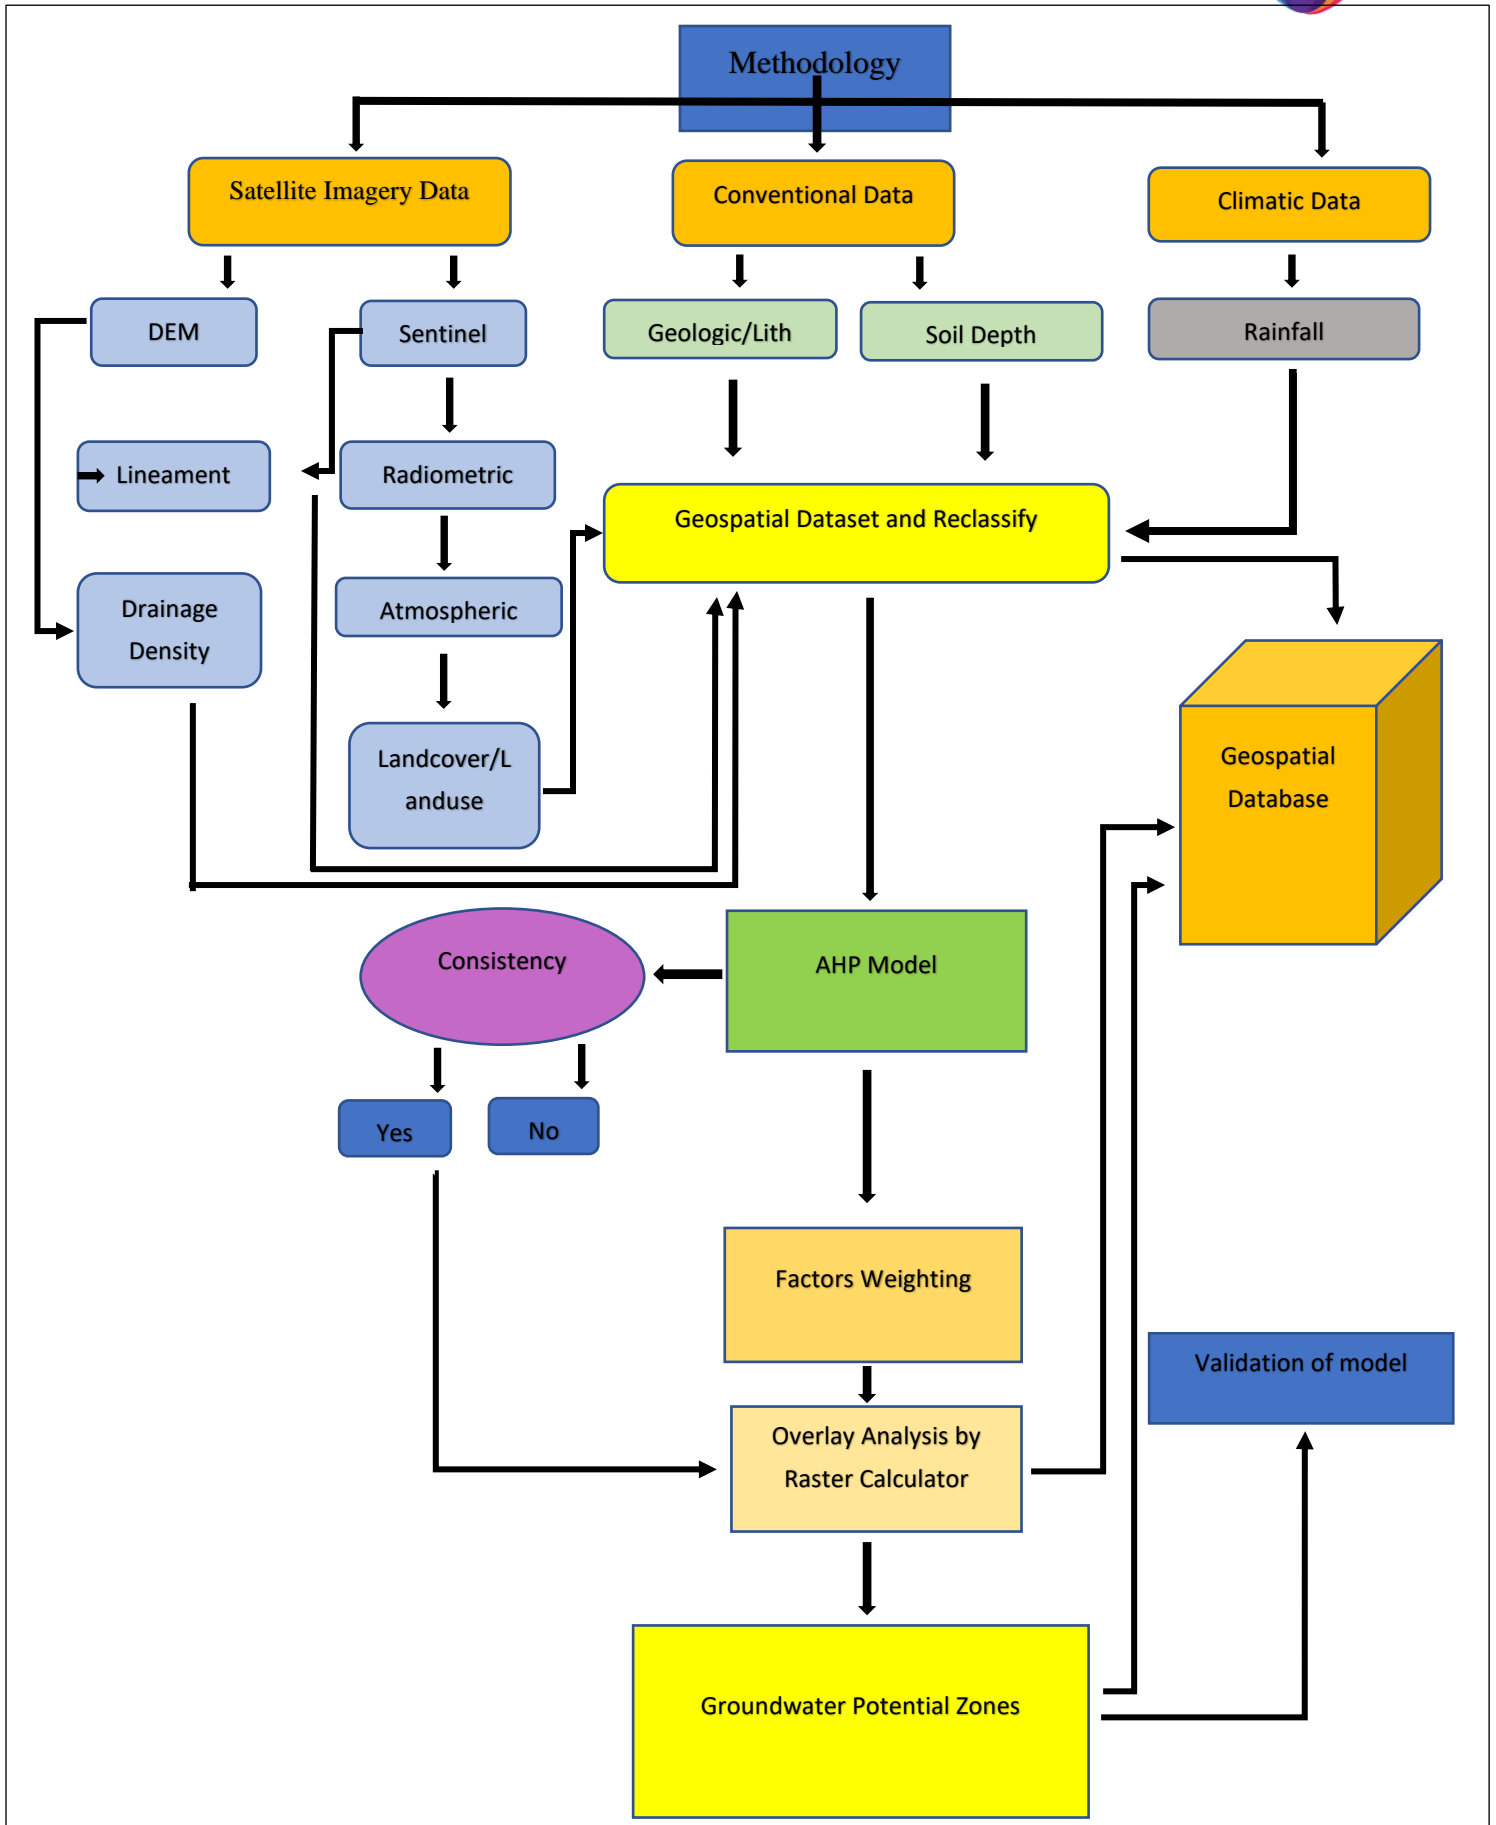 Methodology
Satellite Imagery Data
Conventional Data
Climatic Data
DEM
Sentinel
Geologic/Lith
Soil Depth
Rainfall
Lineament
Radiometric
Geospatial Dataset and Reclassify
Drainage
Density
Atmospheric
Landcover/L
anduse
Geospatial
Database
Consistency
AHP Model
Yes
No
Factors Weighting
Validation of model
Overlay Analysis by
Raster Calculator
Groundwater Potential Zones